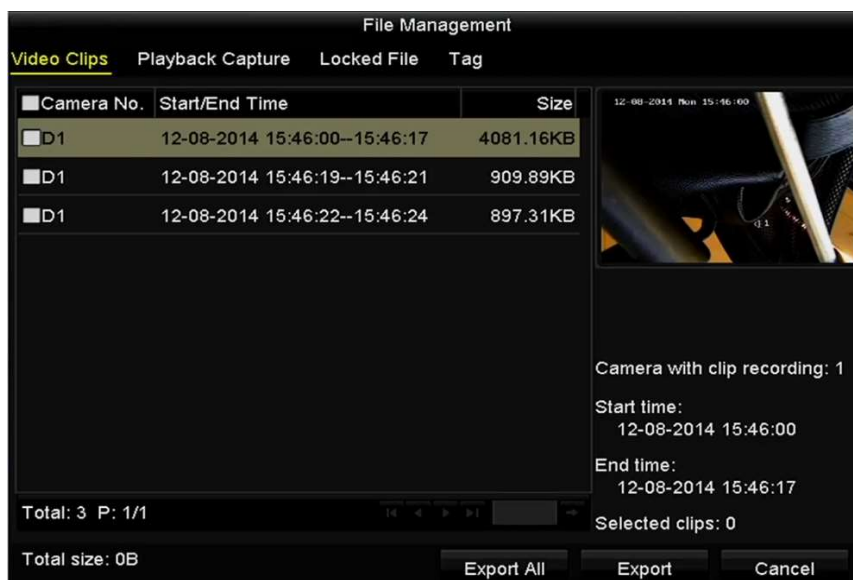 File Management
Video Clips Playback Capture Locked File Tag
Camera No. Start/End Time Size
D1 12-08-2014 15:46:00--15:46:17 4081.16KB
D1 12-08-2014 15:46:19--15:46:21 909.89KB
D1 12-08-2014 15:46:22--15:46:24 897.31KB
12-08-2014 Mon 15:46:00
Camera with clip recording: 1
Start time:
12-08-2014 15:46:00
End time:
12-08-2014 15:46:17
Total: 3 P: 1/1
Selected clips: 0
Total size: 0B
Export All Export Cancel